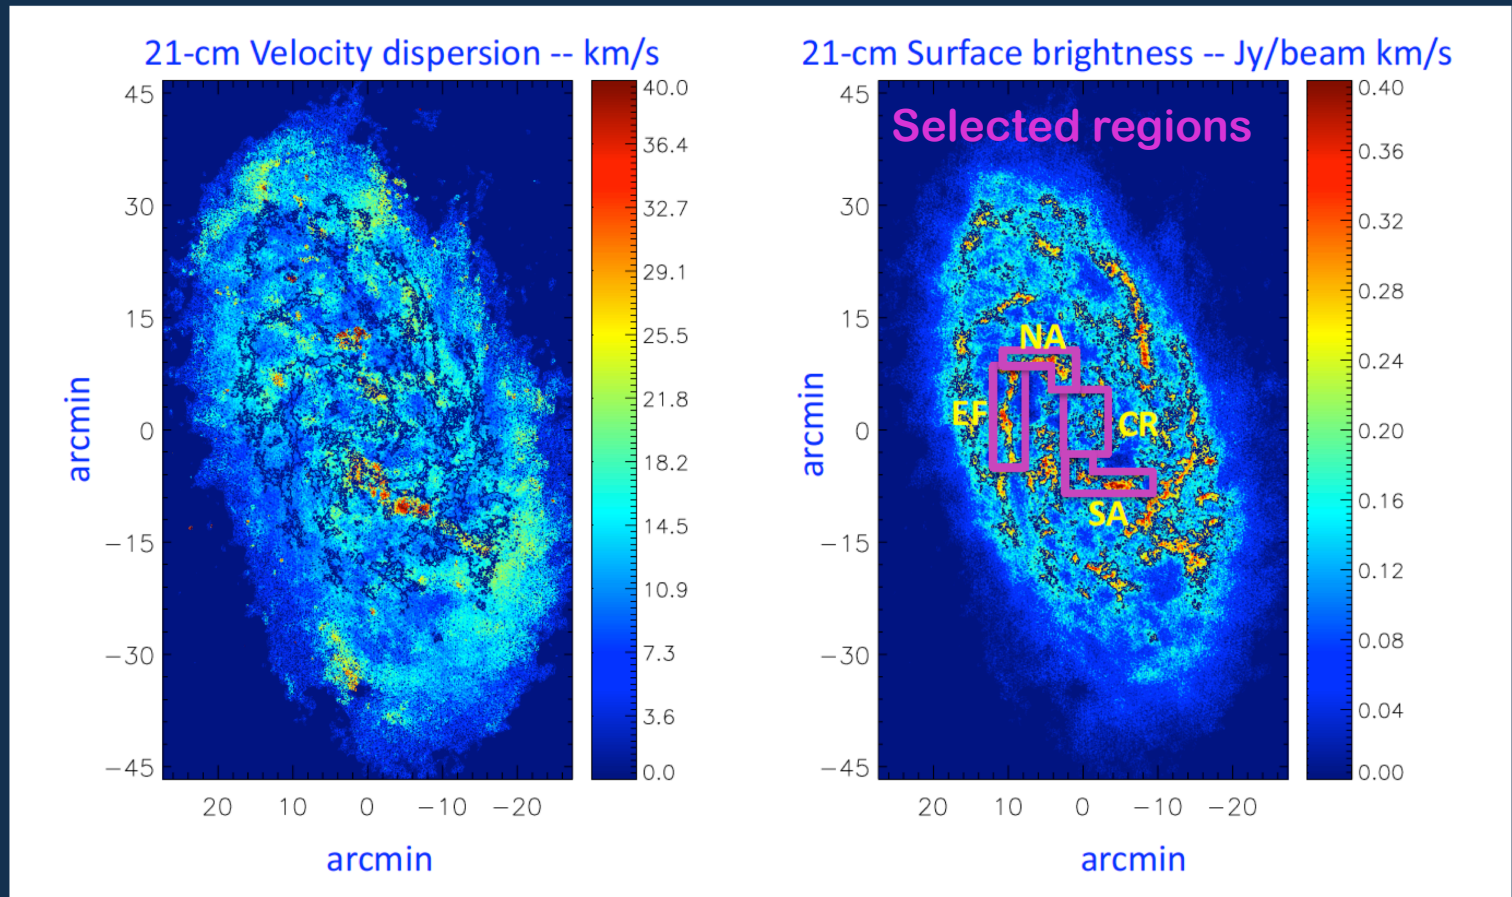 21-cm Velocity dispersion -- km/s
45
30
15
0
−15
−30
−45
20 10 0 −10 −20
arcmin
arcmin
40.0
36.4
32.7
29.1
25.5
21.8
18.2
14.5
10.9
7.3
3.6
0.0
21-cm Surface brightness -- Jy/beam km/s
Selected regions
NA
EF
CR
SA
45
30
15
0
−15
−30
−45
20 10 0 −10 −20
arcmin
arcmin
0.40
0.36
0.32
0.28
0.24
0.20
0.16
0.12
0.08
0.04
0.00